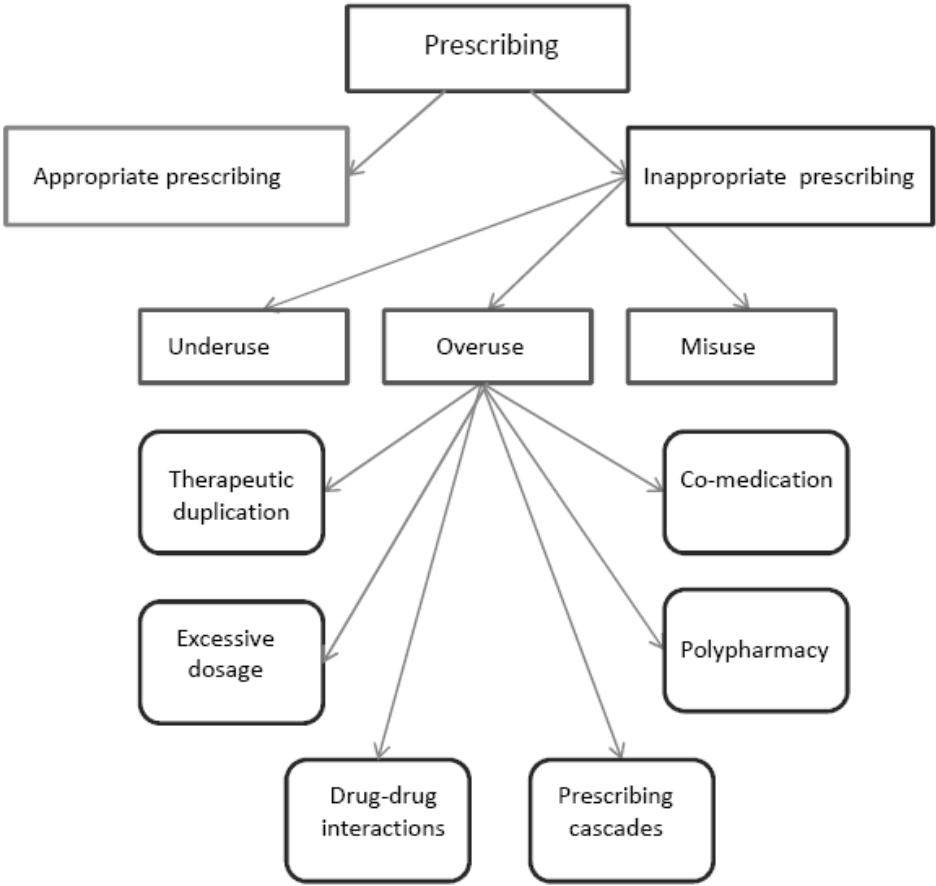 Prescribing
Appropriate prescribing
Inappropriate prescribing
Underuse
Overuse
Misuse
Therapeutic
duplication
Co-medication
Excessive
dosage
Polypharmacy
Drug-drug
interactions
Prescribing
cascades